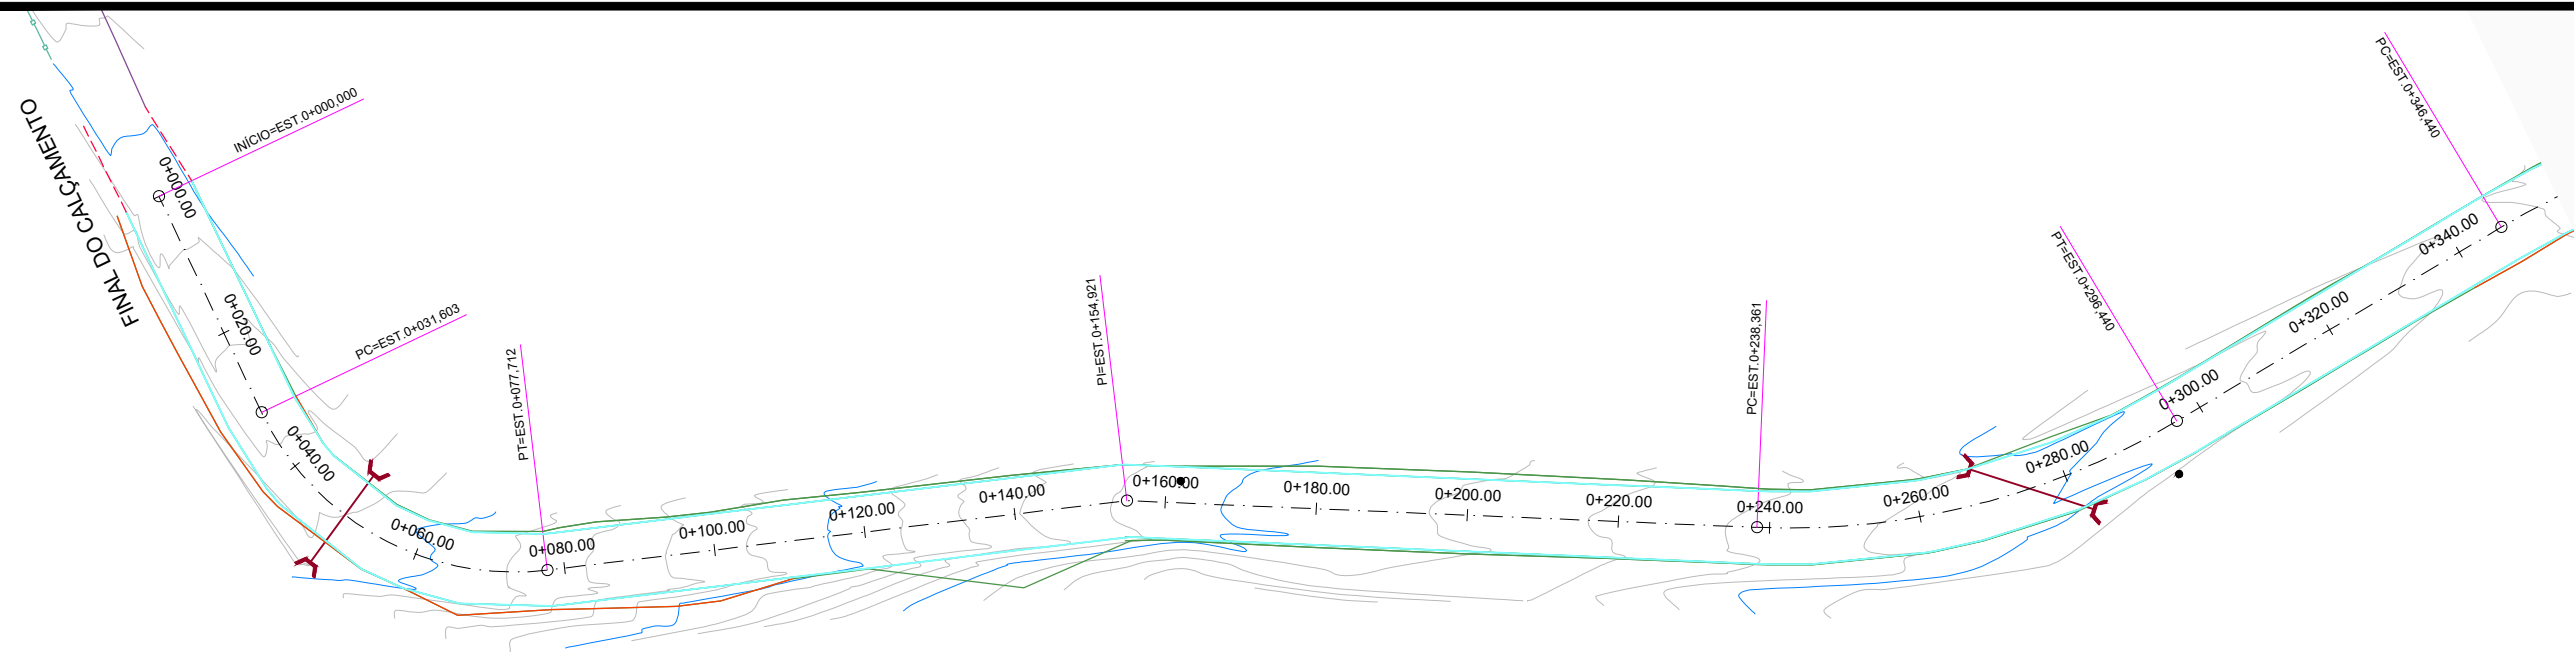 FINAL DO CALÇAMENTO
INÍCIO=EST.0+000,000
0+000.00
0+020.00
PC=EST.0+031,603
0+040.00
0+060.00
PT=EST.0+077,712
0+080.00
0+100.00
0+120.00
0+140.00
PI=EST.0+154,921
0+160.00
0+180.00
0+200.00
0+220.00
PC=EST.0+238,361
0+240.00
0+260.00
0+280.00
PT=EST.0+296,440
0+300.00
0+320.00
0+340.00
PC=EST.0+346,440